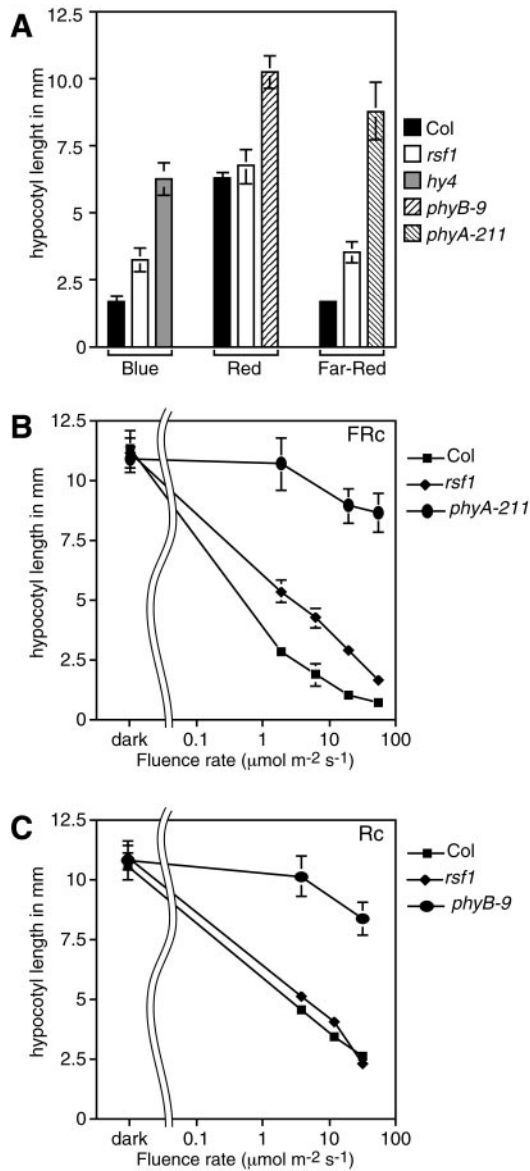 A
hypocotyl lenght in mm
12.5
10.0
7.5
5.0
2.5
0
Blue
Red
Far-Red
Col
rsf1
hy4
phyB-9
phyA-211
B
hypocotyl length in mm
12.5
10
7.5
5
2.5
0
FRc
dark
0.1
1
10
100
Fluence rate (μmol m-2 s-1)
Col
rsf1
phyA-211
C
hypocotyl length in mm
12.5
10
7.5
5
2.5
0
Rc
dark
0.1
1
10
100
Fluence rate (μmol m-2 s-1)
Col
rsf1
phyB-9